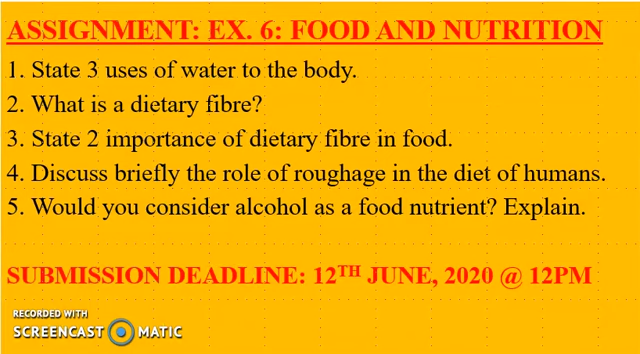 ASSIGNMENT: EX. 6: FOOD AND NUTRITION
1. State 3 uses of water to the body.
2. What is a dietary fibre?
3. State 2 importance of dietary fibre in food.
4. Discuss briefly the role of roughage in the diet of humans.
5. Would you consider alcohol as a food nutrient? Explain.
SUBMISSION DEADLINE: 12TH JUNE, 2020 @ 12PM
RECORDED WITH
SCREENCAST MATIC